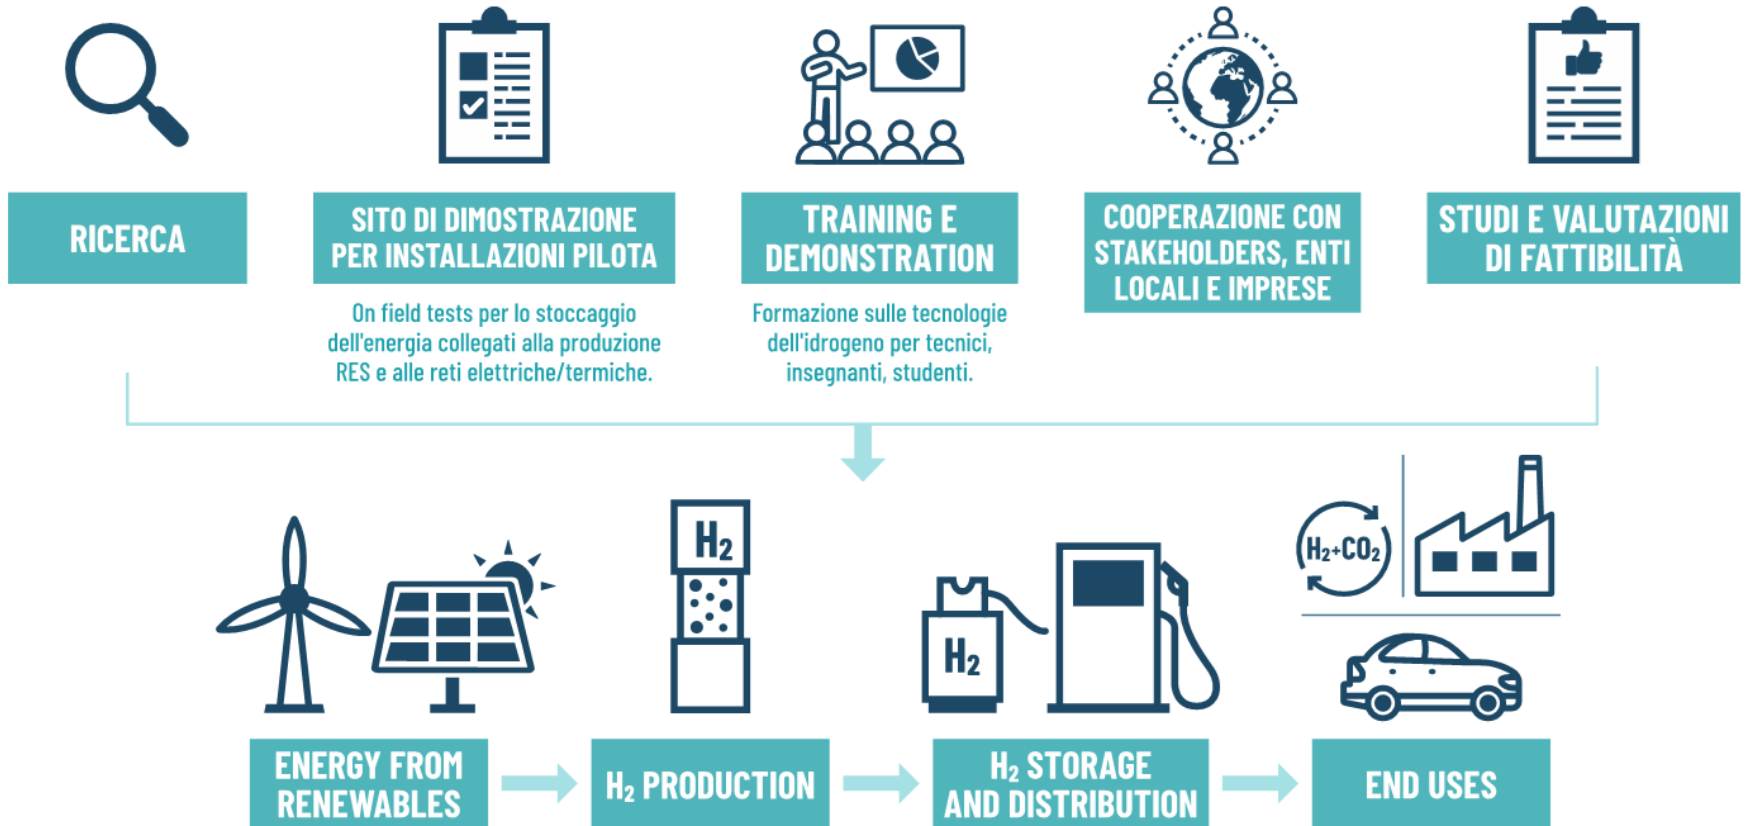 RICERCA
SITO DI DIMOSTRAZIONE
PER INSTALLAZIONI PILOTA
On field tests per lo stoccaggio
dell'energia collegati alla produzione
RES e alle reti elettriche/termiche.
TRAINING E
DEMONSTRATION
Formazione sulle tecnologie
dell'idrogeno per tecnici,
insegnanti, studenti.
COOPERAZIONE CON
STAKEHOLDERS, ENTI
LOCALI E IMPRESE
STUDI E VALUTAZIONI
DI FATTIBILITÀ
H₂
H₂
H₂+CO₂
ENERGY FROM
RENEWABLES
H₂ PRODUCTION
H₂ STORAGE
AND DISTRIBUTION
END USES